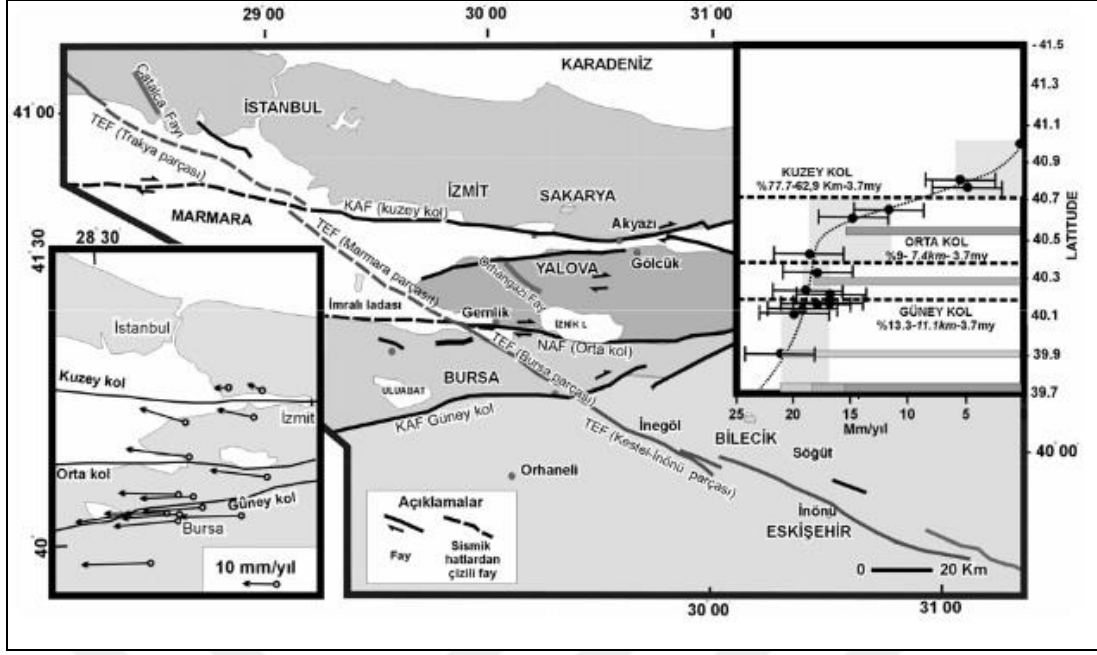 29 00
30 00
31 00
41 00
41 30
40
KARADENİZ
İSTANBUL
Çatalca Fayı
TEF (Trakya parçası)
İZMİT
SAKARYA
KAF (kuzey kol)
Akyazı
MARMARA
TEF (Marmara parçası)
YALOVA
Gölcük
Orhangazi Fay
İmralı ladası
Gemlik
İZNİK L
NAF (Orta kol)
BURSA
TEF (Bursa parçası)
ULUABAT
KAF Güney kol
İnegöl
BİLECİK
Söğüt
TEF (Kestel-İnönü parçası)
Orhaneli
İnönü
ESKİŞEHİR
40 00
Açıklamalar
Fay
Sismik
hatlardan
çizili fay
0 20 Km
30 00
31 00
28 30
İstanbul
Kuzey kol
İzmit
Orta kol
Güney kol
Bursa
10 mm/yıl
KUZEY KOL
%77.7-62,9 Km-3.7my
ORTA KOL
%9- 7.4km- 3.7my
GÜNEY KOL
%13.3-11.1km-3.7my
41.5
41.3
41.1
40.9
40.7
40.5
40.3
40.1
39.9
39.7
LATITUDE
25 20 15 10 5
Mm/yıl